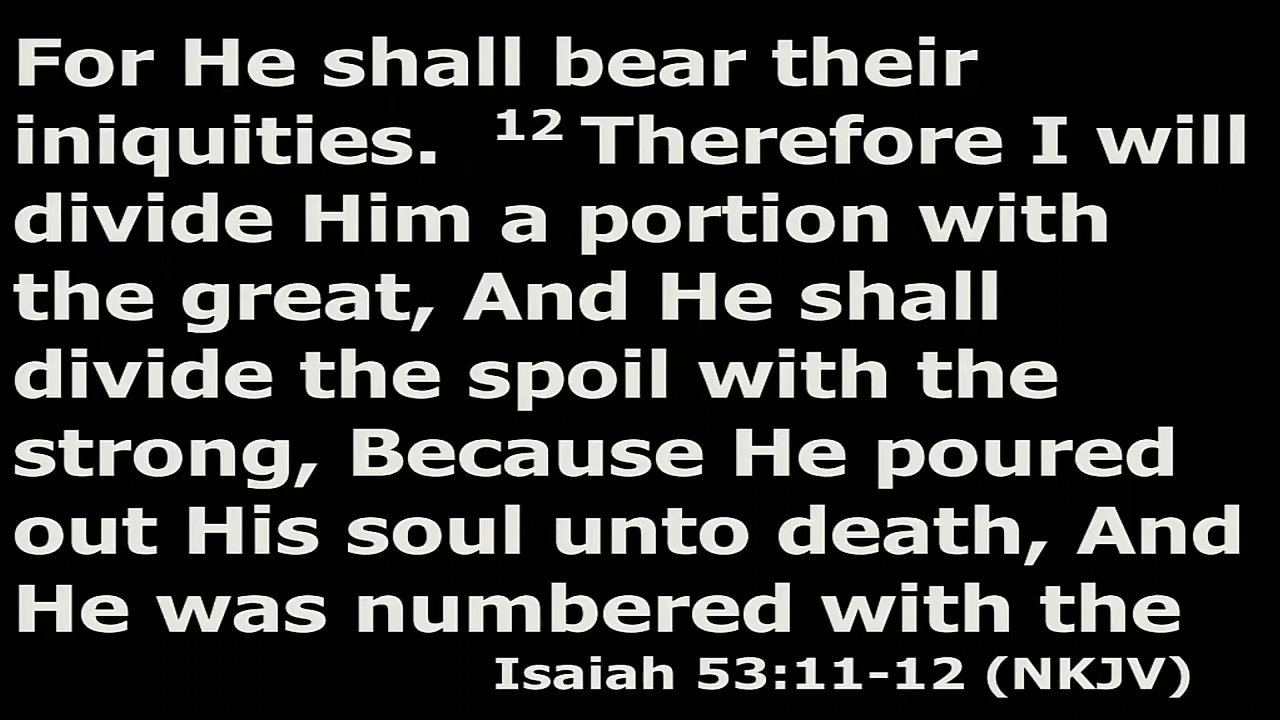 For He shall bear their
iniquities. 12 Therefore I will
divide Him a portion with
the great, And He shall
divide the spoil with the
strong, Because He poured
out His soul unto death, And
He was numbered with the
Isaiah 53:11-12 (NKJV)